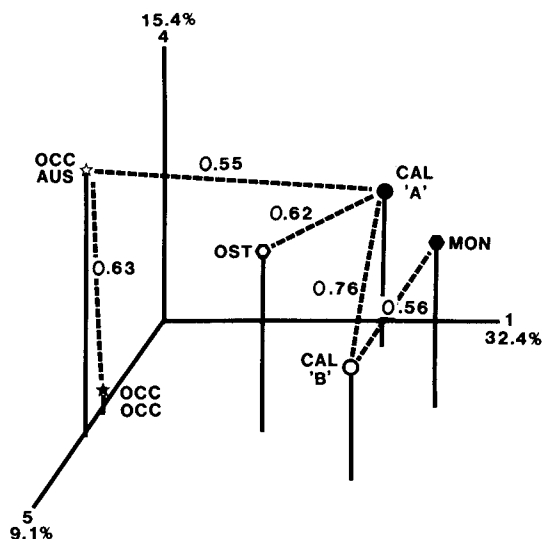 15.4%
4
OCC
AUS
0.55
CAL
'A'
0.62
OST
MON
0.63
0.76
0.56
1
32.4%
CAL
'B'
OCC
OCC
5
9.1%